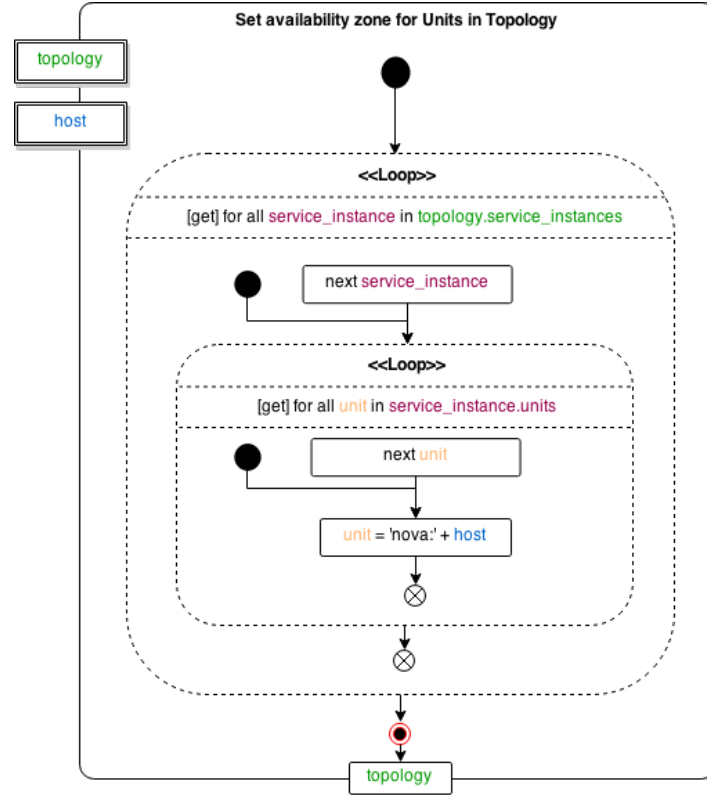 Set availability zone for Units in Topology
topology
host
<<Loop>>
[get] for all service_instance in topology.service_instances
next service_instance
<<Loop>>
[get] for all unit in service_instance.units
next unit
unit = 'nova:' + host
topology